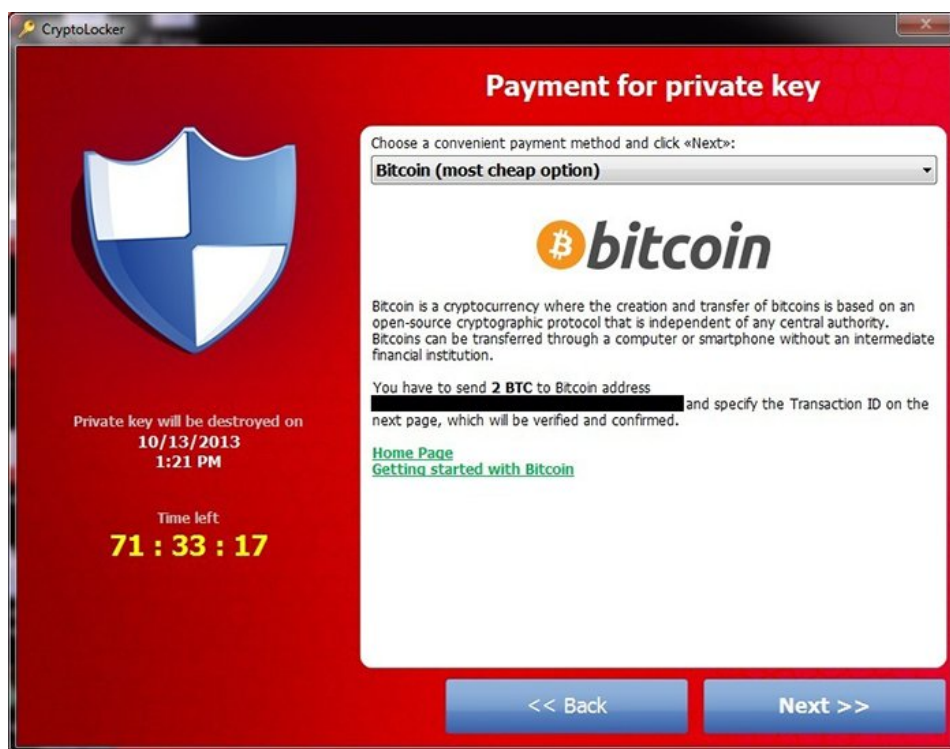 CryptoLocker
Payment for private key
Choose a convenient payment method and click «Next»:
Bitcoin (most cheap option)
bitcoin
Bitcoin is a cryptocurrency where the creation and transfer of bitcoins is based on an
open-source cryptographic protocol that is independent of any central authority.
Bitcoins can be transferred through a computer or smartphone without an intermediate
financial institution.
You have to send 2 BTC to Bitcoin address
and specify the Transaction ID on the
next page, which will be verified and confirmed.
Home Page
Getting started with Bitcoin
Private key will be destroyed on
10/13/2013
1:21 PM
Time left
71 : 33 : 17
<< Back
Next >>